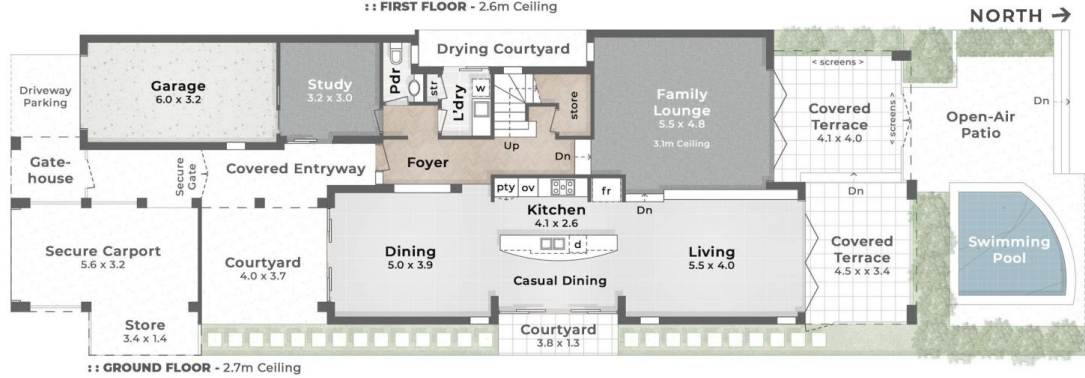 :: FIRST FLOOR - 2.6m Ceiling
NORTH →
Drying Courtyard
Driveway
Parking
Garage
6.0 x 3.2
Study
3.2 x 3.0
Pdr
str
L'dry
w
store
Up
Dn
Family
Lounge
5.5 x 4.8
3.1m Ceiling
< screens >
Covered
Terrace
4.1 x 4.0
< screens >
Dn
Open-Air
Patio
Dn
Gate-
house
Secure
Gate
Covered Entryway
Foyer
pty
ov
fr
Dn
Kitchen
4.1 x 2.6
d
Secure Carport
5.6 x 3.2
Courtyard
4.0 x 3.7
Dining
5.0 x 3.9
Casual Dining
Living
5.5 x 4.0
Covered
Terrace
4.5 x x 3.4
Swimming
Pool
Store
3.4 x 1.4
Courtyard
3.8 x 1.3
:: GROUND FLOOR - 2.7m Ceiling